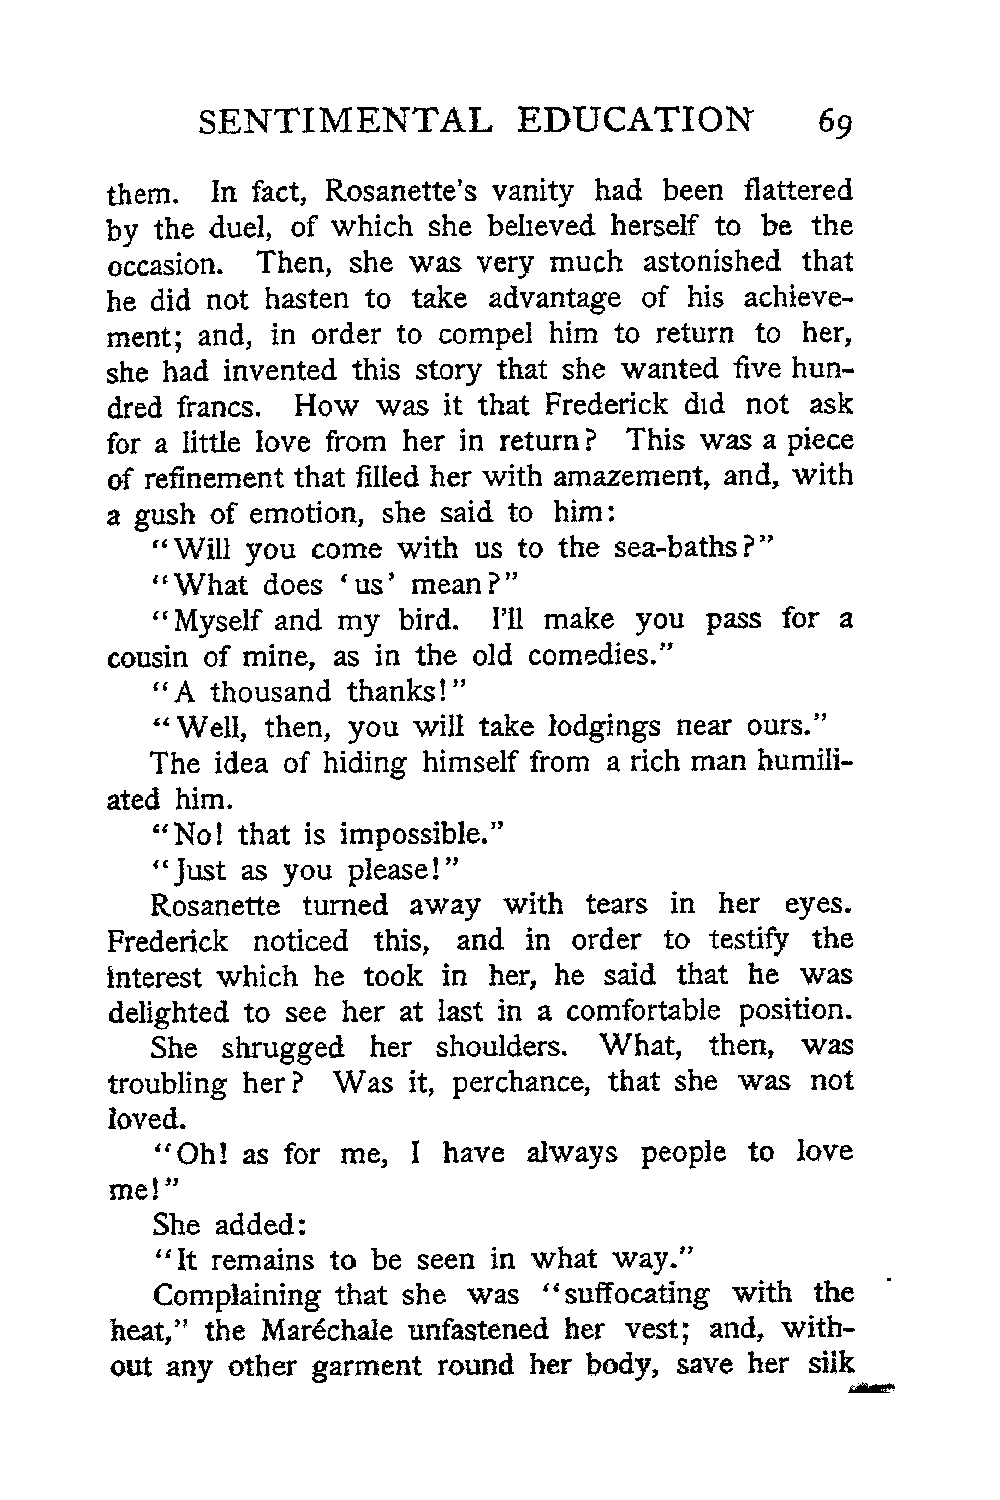 SENTIMENTAL EDUCATION 69
them. In fact, Rosanette's vanity had been flattered
by the duel, of which she believed herself to be the
occasion. Then, she was very much astonished that
he did not hasten to take advantage of his achieve-
ment; and, in order to compel him to return to her,
she had invented this story that she wanted five hun-
dred francs. How was it that Frederick did not ask
for a little love from her in return? This was a piece
of refinement that filled her with amazement, and, with
a gush of emotion, she said to him:
"Will you come with us to the sea-baths?"
"What does 'us' mean?"
"Myself and my bird. I'll make you pass for a
cousin of mine, as in the old comedies."
"A thousand thanks!"
"Well, then, you will take lodgings near ours."
The idea of hiding himself from a rich man humili-
ated him.
"No! that is impossible."
"Just as you please!"
Rosanette turned away with tears in her eyes.
Frederick noticed this, and in order to testify the
interest which he took in her, he said that he was
delighted to see her at last in a comfortable position.
She shrugged her shoulders. What, then, was
troubling her? Was it, perchance, that she was not
loved.
"Oh! as for me, I have always people to love
me!"
She added:
"It remains to be seen in what way."
Complaining that she was "suffocating with the
heat," the Maréchale unfastened her vest; and, with-
out any other garment round her body, save her silk